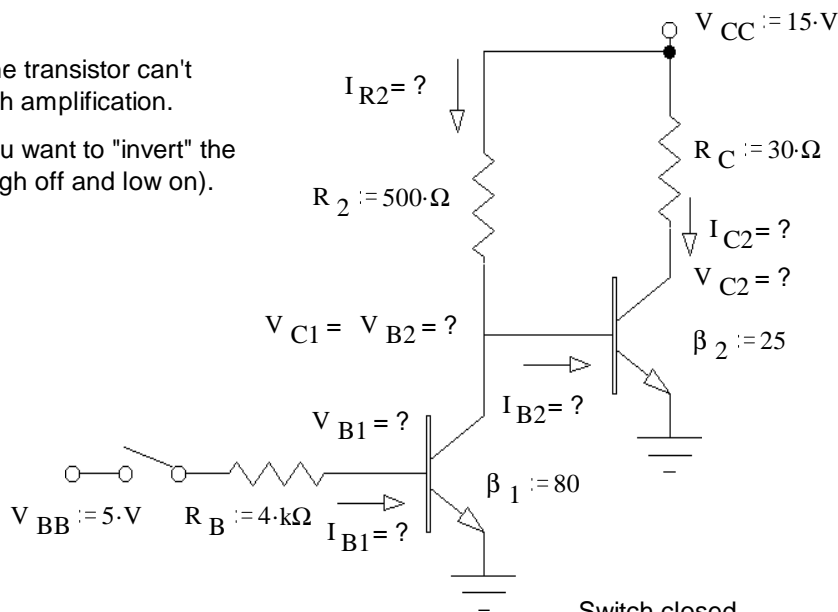 V CC := 15·V
e transistor can't
h amplification.
I R2 = ?
u want to "invert" the
gh off and low on).
R C := 30·Ω
R 2 := 500·Ω
I C2 = ?
V C2 = ?
V C1 = V B2 = ?
β 2 := 25
I B2 = ?
V B1 = ?
β 1 := 80
V BB := 5·V
R B := 4·kΩ
I B1 = ?
Switch closed